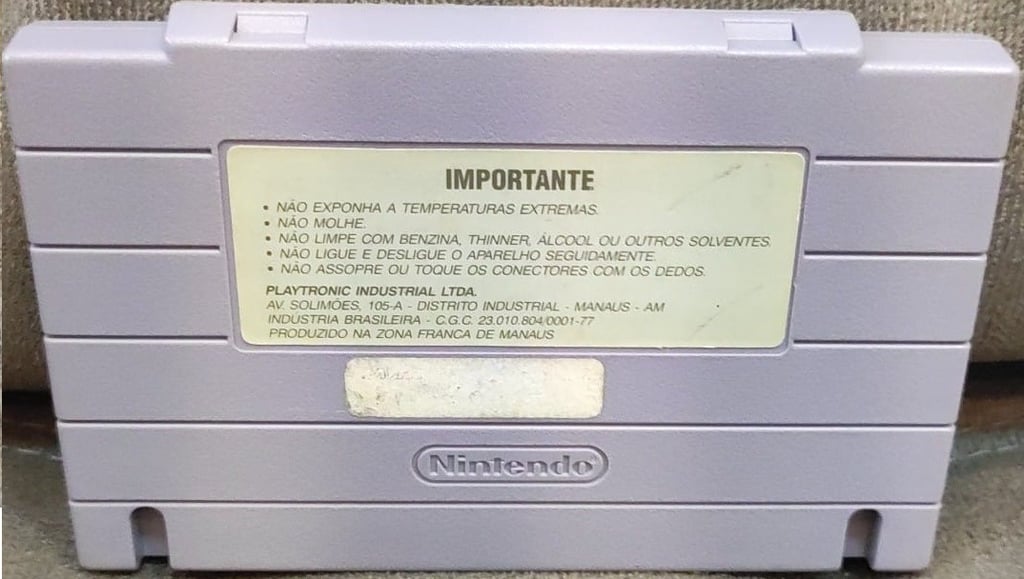 IMPORTANTE
• NÃO EXPONHA A TEMPERATURAS EXTREMAS.
• NÃO MOLHE.
• NÃO LIMPE COM BENZINA, THINNER, ÁLCOOL OU OUTROS SOLVENTES.
• NÃO LIGUE E DESLIGUE O APARELHO SEGUIDAMENTE.
• NÃO ASSOPRE OU TOQUE OS CONECTORES COM OS DEDOS.
PLAYTRONIC INDUSTRIAL LTDA.
AV. SOLIMÕES, 105-A - DISTRITO INDUSTRIAL - MANAUS - AM
INDÚSTRIA BRASILEIRA - C.G.C. 23.010.804/0001-77
PRODUZIDO NA ZONA FRANCA DE MANAUS
Nintendo